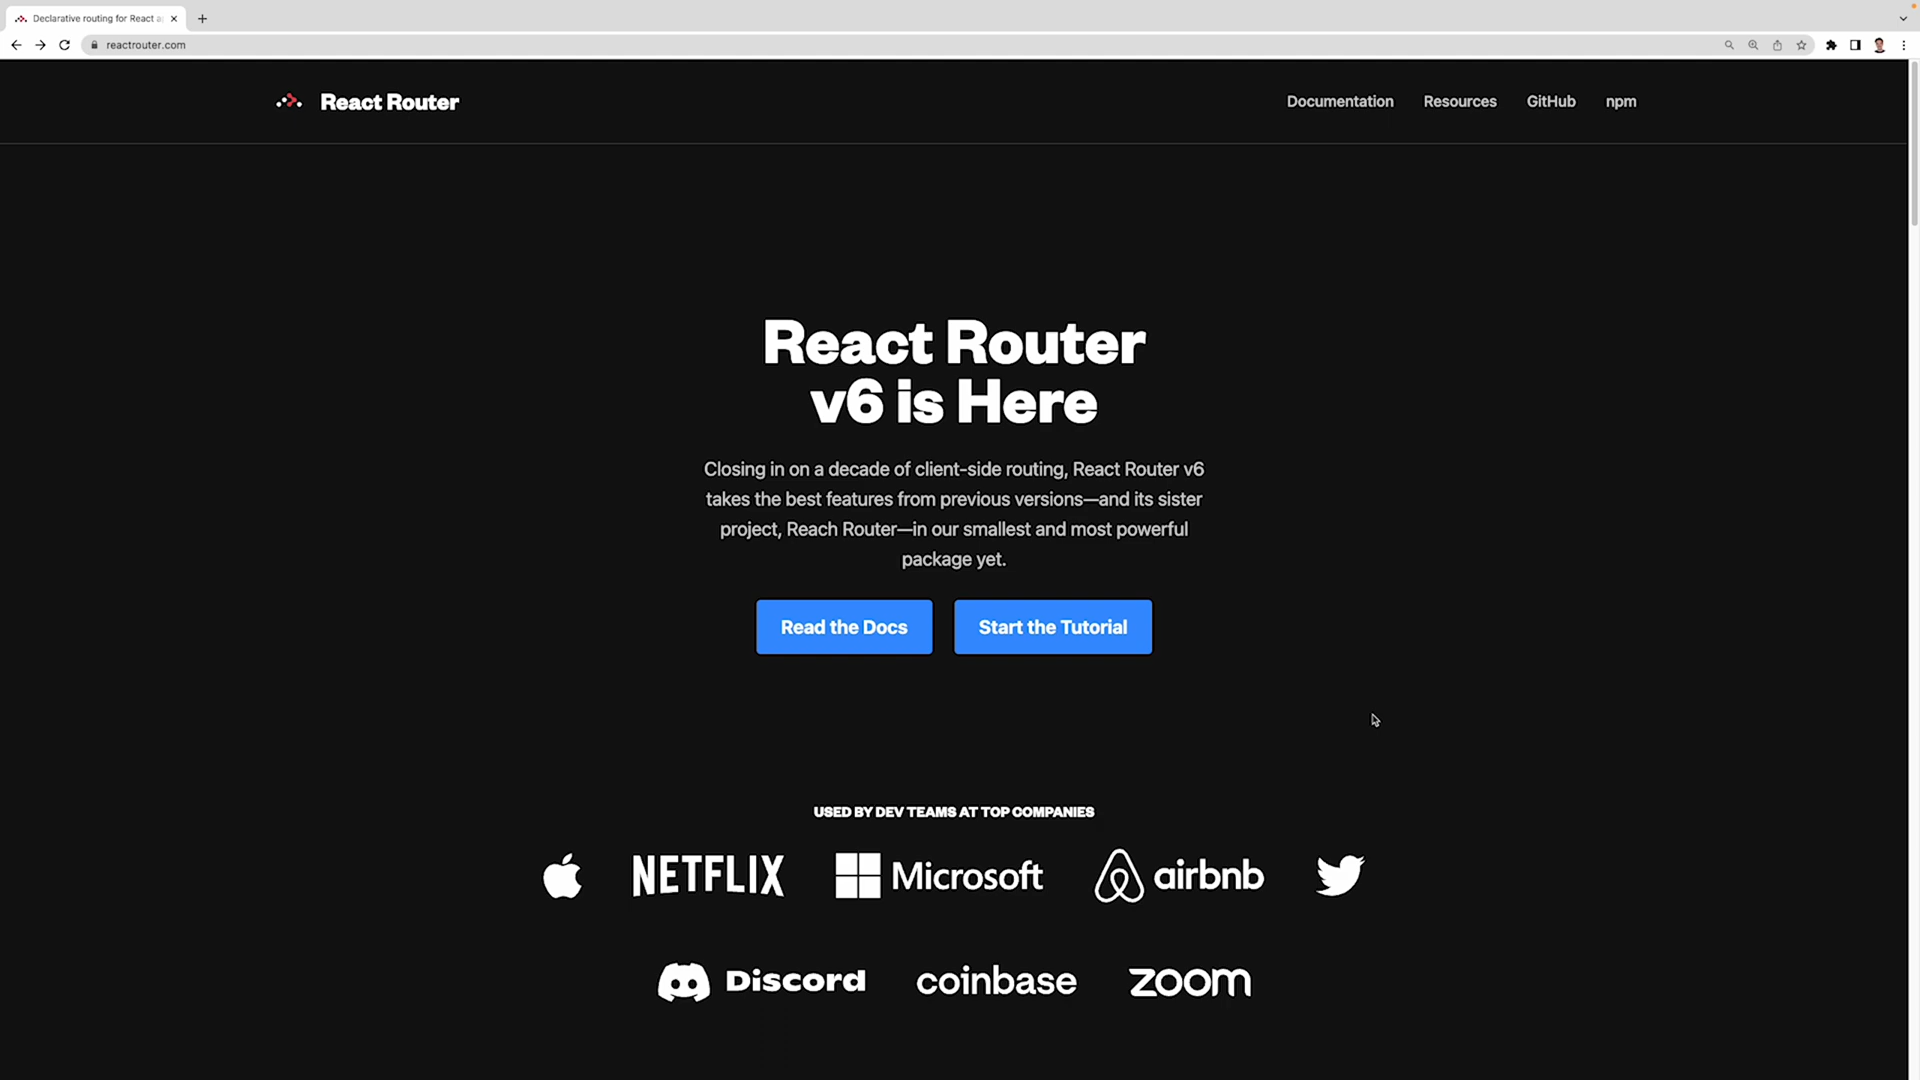 Declarative routing for React a
reactrouter.com
React Router
Documentation
Resources
GitHub
npm
React Router
v6 is Here
Closing in on a decade of client-side routing, React Router v6
takes the best features from previous versions—and its sister
project, Reach Router—in our smallest and most powerful
package yet.
Read the Docs
Start the Tutorial
USED BY DEV TEAMS AT TOP COMPANIES
NETFLIX
Microsoft
airbnb
Discord
coinbase
zoom